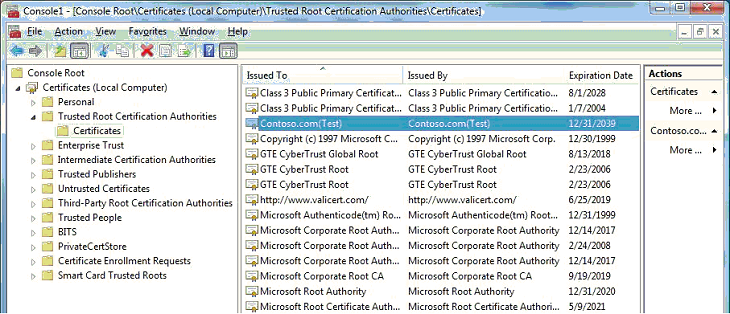 Console1 - [Console Root\Certificates (Local Computer)\Trusted Root Certification Authorities\Certificates]
File Action View Favorites Window Help
Console Root
Certificates (Local Computer)
Personal
Trusted Root Certification Authorities
Certificates
Enterprise Trust
Intermediate Certification Authorities
Trusted Publishers
Untrusted Certificates
Third-Party Root Certification Authorities
Trusted People
BITS
PrivateCertStore
Certificate Enrollment Requests
Smart Card Trusted Roots
Issued To Issued By Expiration Date
Class 3 Public Primary Certificat... Class 3 Public Primary Certificatio... 8/1/2028
Class 3 Public Primary Certificat... Class 3 Public Primary Certificatio... 1/7/2004
Contoso.com(Test) Contoso.com(Test) 12/31/2039
Copyright (c) 1997 Microsoft C... Copyright (c) 1997 Microsoft Corp. 12/30/1999
GTE CyberTrust Global Root GTE CyberTrust Global Root 8/13/2018
GTE CyberTrust Root GTE CyberTrust Root 2/23/2006
GTE CyberTrust Root GTE CyberTrust Root 2/23/2006
http://www.valicert.com/ http://www.valicert.com/ 6/25/2019
Microsoft Authenticode(tm) Ro... Microsoft Authenticode(tm) Root... 12/31/1999
Microsoft Corporate Root Auth... Microsoft Corporate Root Authority 12/14/2017
Microsoft Corporate Root Auth... Microsoft Corporate Root Authority 2/24/2008
Microsoft Corporate Root Auth... Microsoft Corporate Root Authority 12/14/2017
Microsoft Corporate Root CA Microsoft Corporate Root CA 9/19/2019
Microsoft Root Authority Microsoft Root Authority 12/31/2020
Microsoft Root Certificate Auth... Microsoft Root Certificate Authori... 5/9/2021
Actions
Certificates
More ...
Contoso.co...
More ...